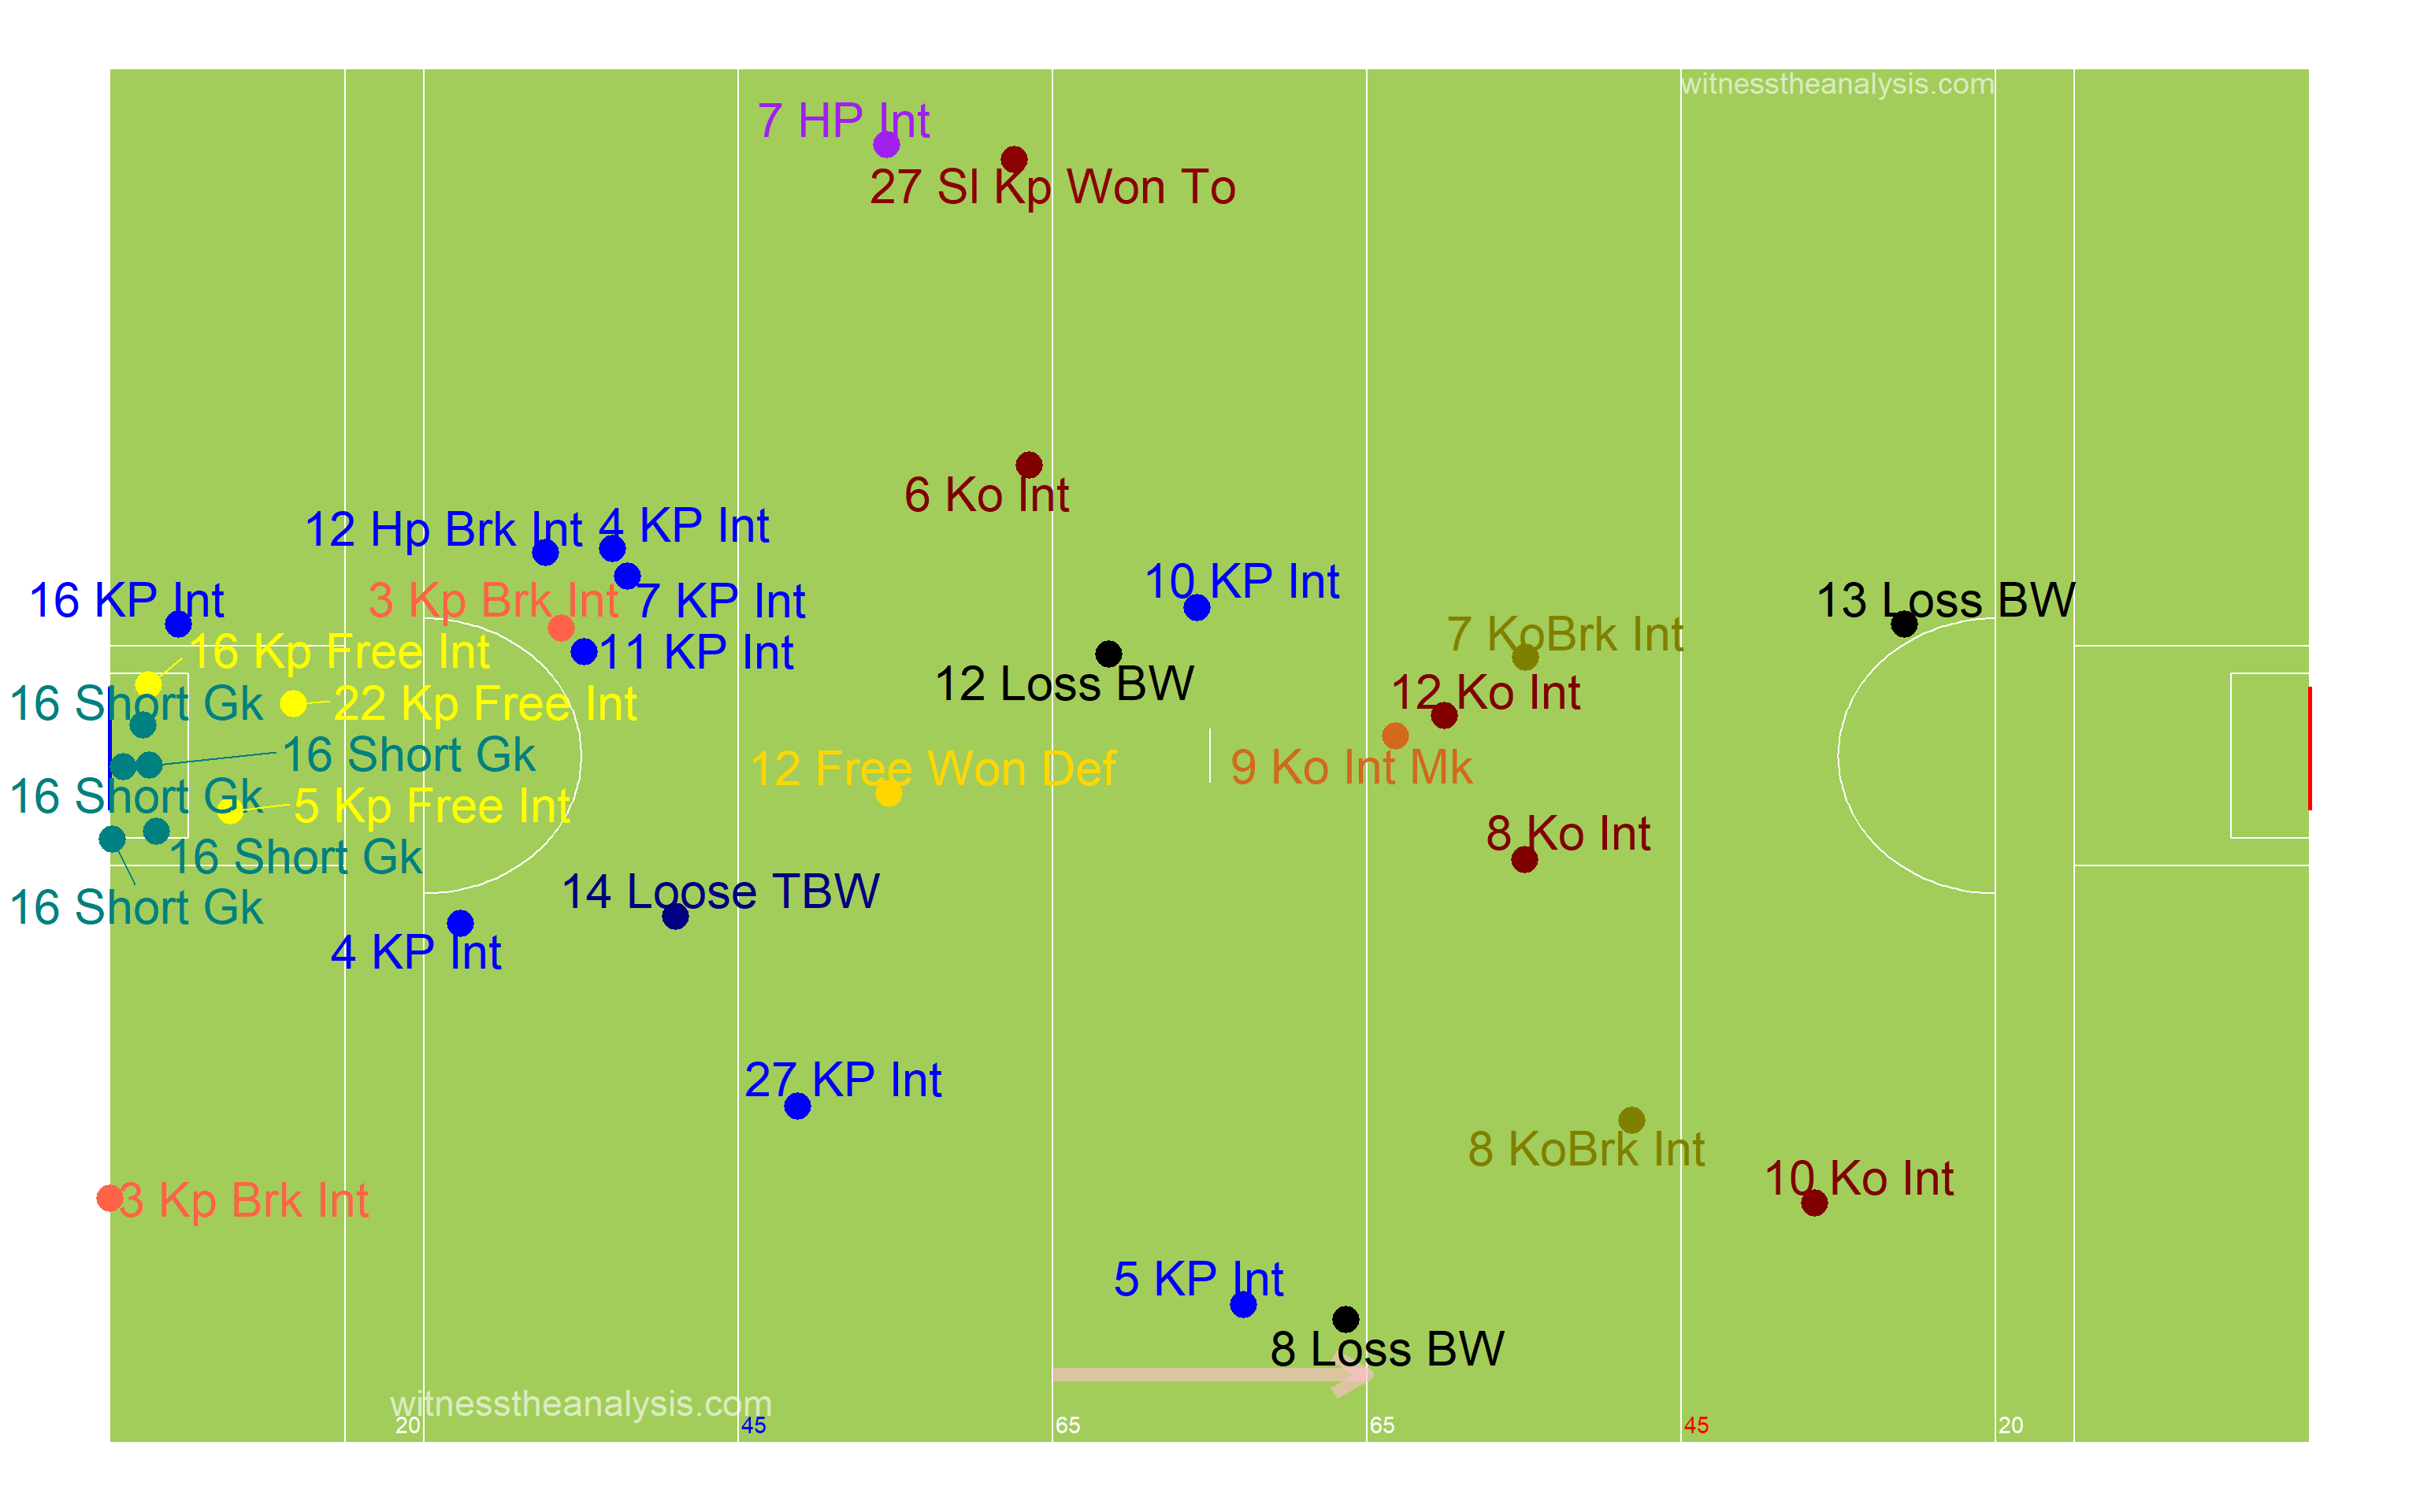 witnesstheanalysis.com
7 HP Int
27 Sl Kp Won To
6 Ko Int
12 Hp Brk Int
4 KP Int
10 KP Int
16 KP Int
3 Kp Brk Int
7 KP Int
13 Loss BW
7 KoBrk Int
16 Kp Free Int
11 KP Int
12 Loss BW
12 Ko Int
16 Short Gk
22 Kp Free Int
16 Short Gk
12 Free Won Def
9 Ko Int Mk
16 Short Gk
5 Kp Free Int
8 Ko Int
16 Short Gk
14 Loose TBW
16 Short Gk
4 KP Int
27 KP Int
8 KoBrk Int
10 Ko Int
3 Kp Brk Int
5 KP Int
8 Loss BW
witnesstheanalysis.com
20
45
65
65
45
20